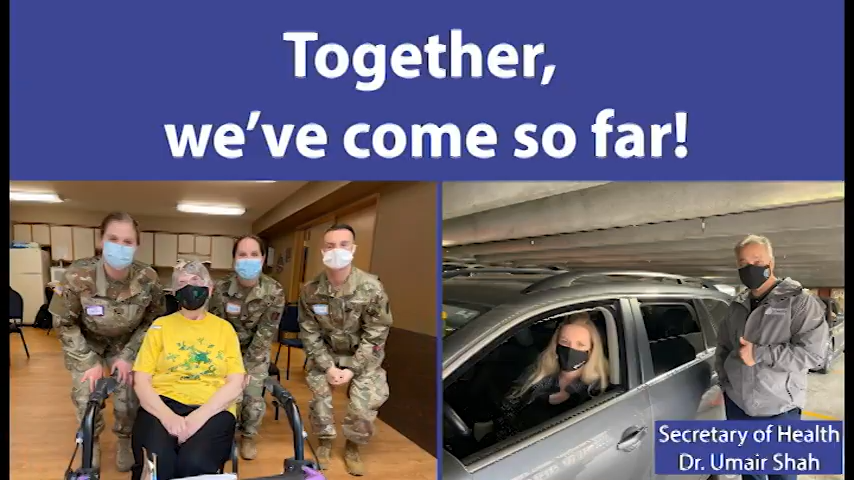 Together,
we've come so far!
Secretary of Health
Dr. Umair Shah